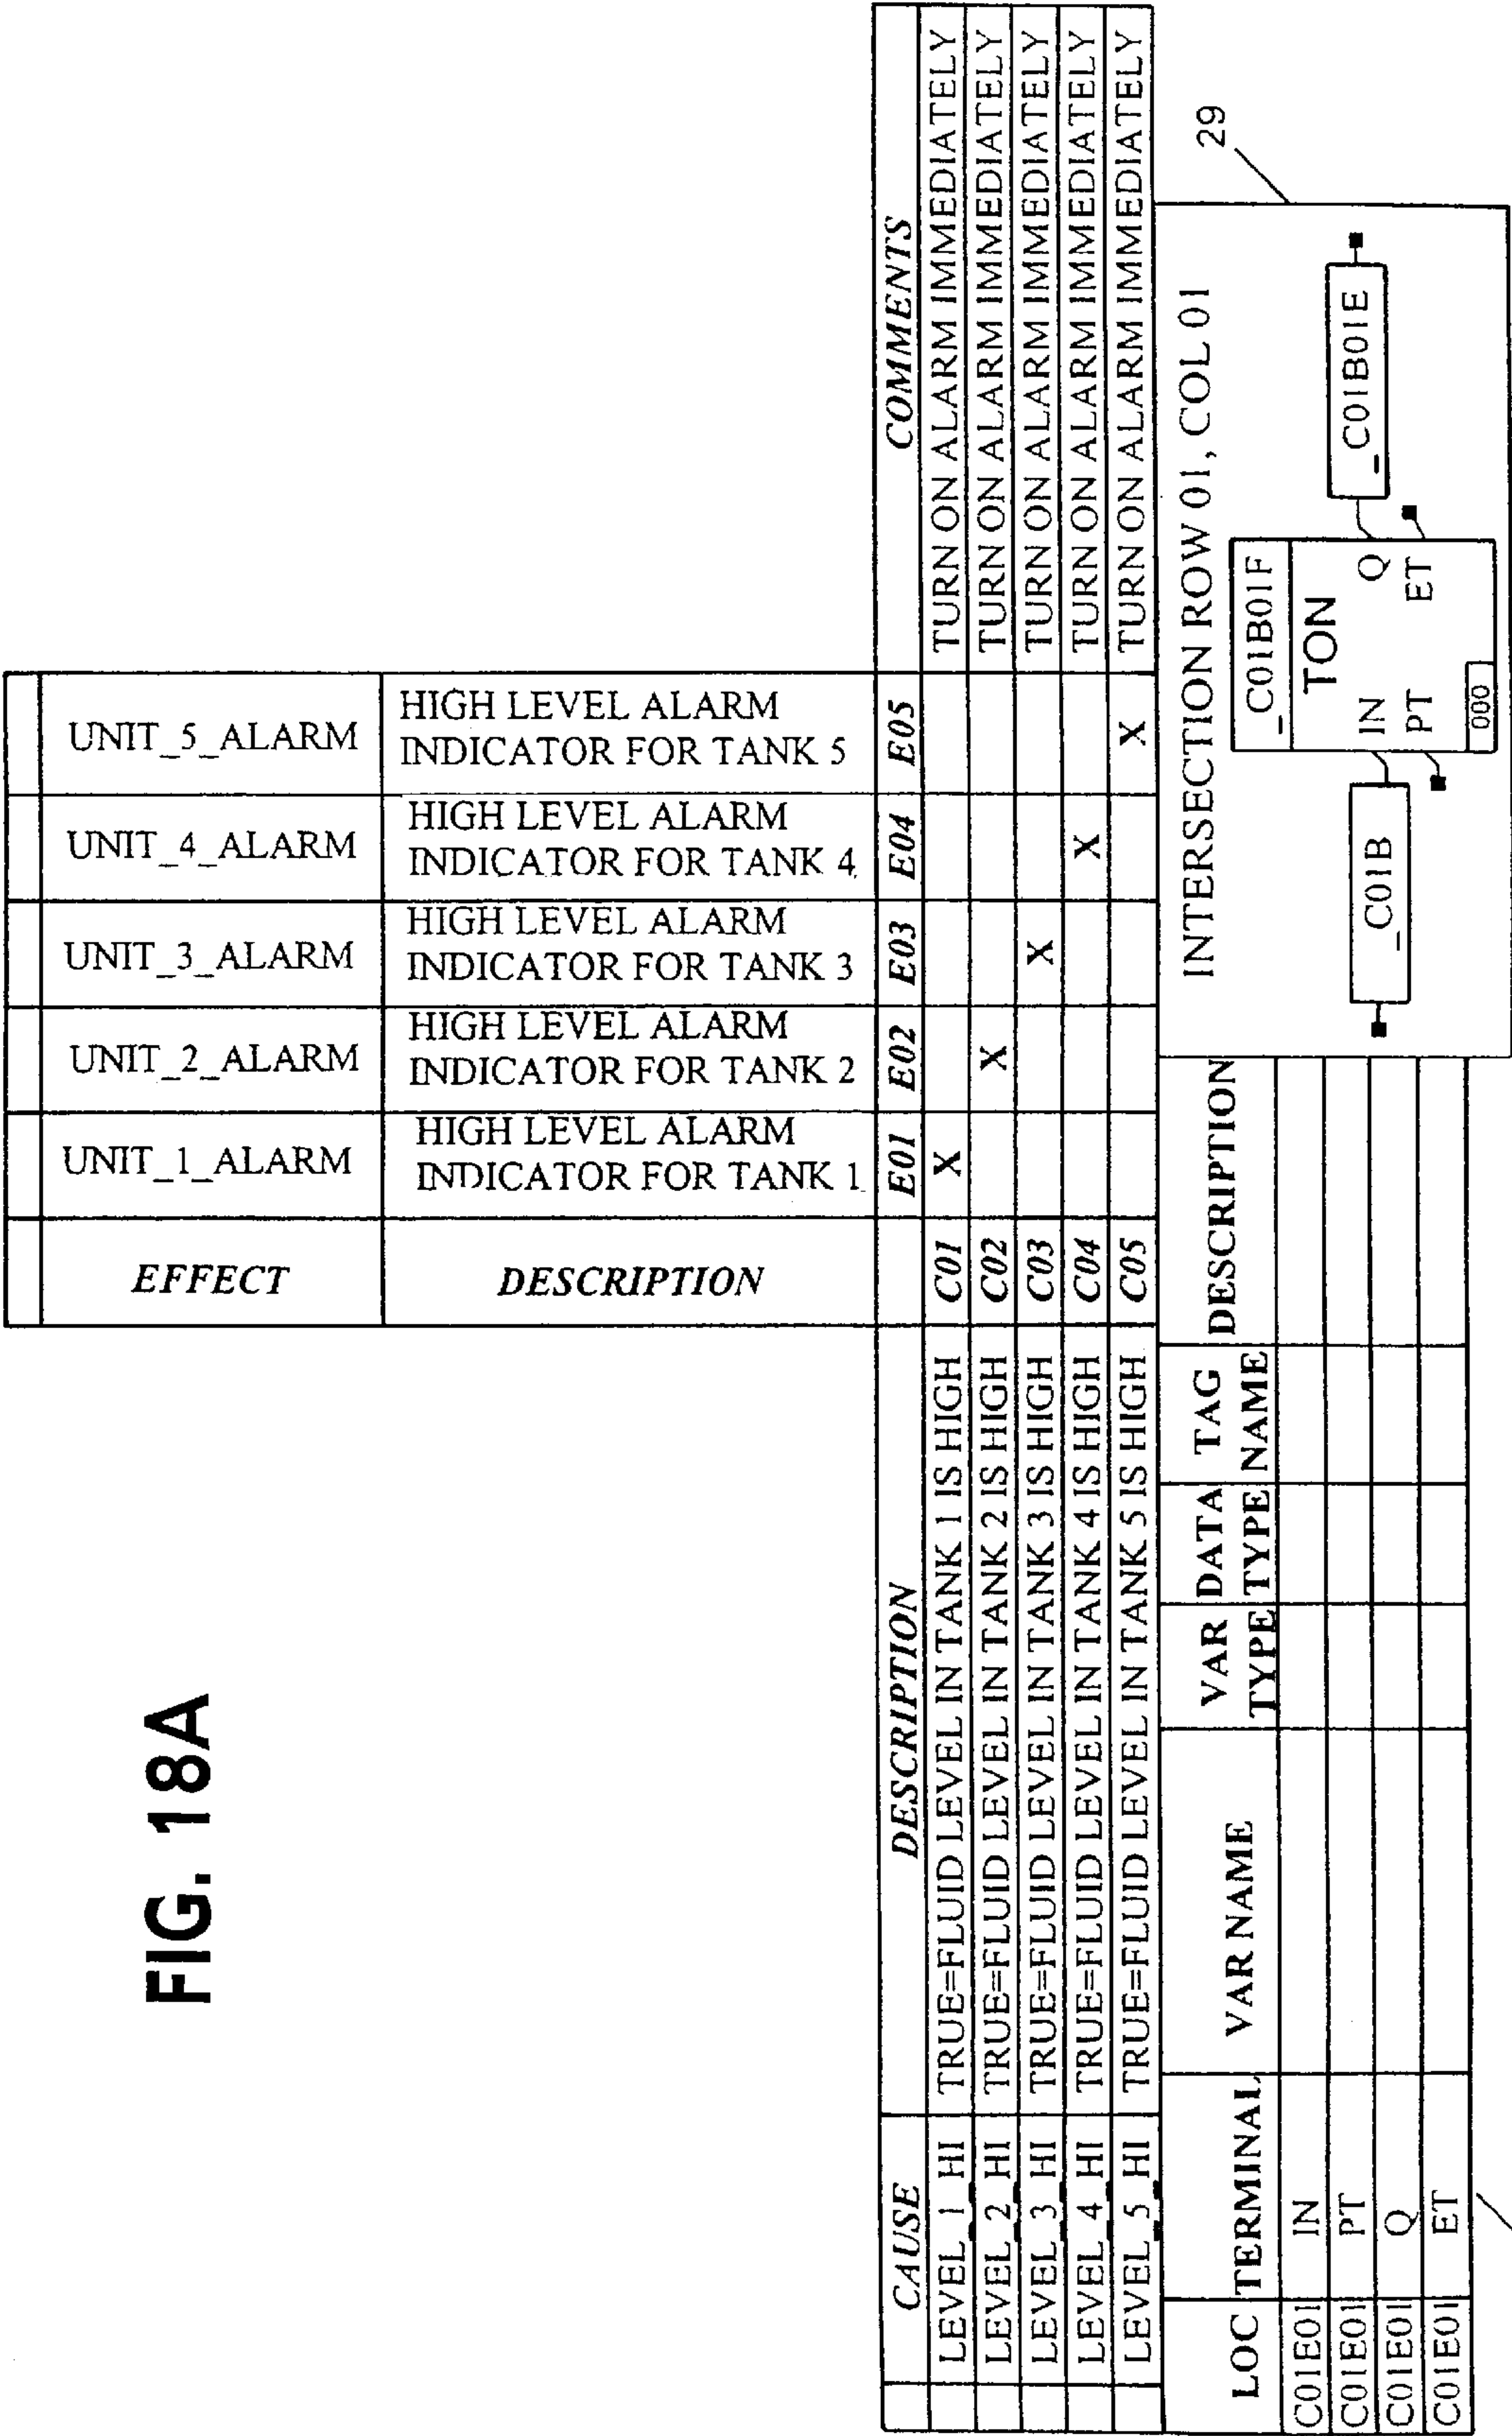 FIG. 18A
EFFECT UNIT_1_ALARM UNIT_2_ALARM UNIT_3_ALARM UNIT_4_ALARM UNIT_5_ALARM
DESCRIPTION
HIGH LEVEL ALARM
INDICATOR FOR TANK 1
HIGH LEVEL ALARM
INDICATOR FOR TANK 2
HIGH LEVEL ALARM
INDICATOR FOR TANK 3
HIGH LEVEL ALARM
INDICATOR FOR TANK 4
HIGH LEVEL ALARM
INDICATOR FOR TANK 5
CAUSE DESCRIPTION E01 E02 E03 E04 E05 COMMENTS
LEVEL_1_HI TRUE=FLUID LEVEL IN TANK 1 IS HIGH C01 X TURN ON ALARM IMMEDIATELY
LEVEL_2_HI TRUE=FLUID LEVEL IN TANK 2 IS HIGH C02 X TURN ON ALARM IMMEDIATELY
LEVEL_3_HI TRUE=FLUID LEVEL IN TANK 3 IS HIGH C03 X TURN ON ALARM IMMEDIATELY
LEVEL_4_HI TRUE=FLUID LEVEL IN TANK 4 IS HIGH C04 X TURN ON ALARM IMMEDIATELY
LEVEL_5_HI TRUE=FLUID LEVEL IN TANK 5 IS HIGH C05 X TURN ON ALARM IMMEDIATELY
LOC TERMINAL VAR NAME VAR TYPE DATA TYPE TAG NAME DESCRIPTION
C01E01 IN
C01E01 PT
C01E01 Q
C01E01 ET
INTERSECTION ROW 01, COL 01
_C01B01F
TON
_C01B IN Q _C01B01E
PT ET
000
29